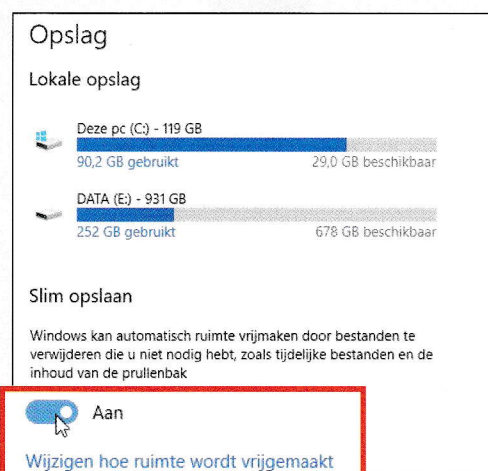 Opslag
Lokale opslag
Deze pc (C:) - 119 GB
90,2 GB gebruikt 29,0 GB beschikbaar
DATA (E:) - 931 GB
252 GB gebruikt 678 GB beschikbaar
Slim opslaan
Windows kan automatisch ruimte vrijmaken door bestanden te
verwijderen die u niet nodig hebt, zoals tijdelijke bestanden en de
inhoud van de prullenbak
Aan
Wijzigen hoe ruimte wordt vrijgemaakt